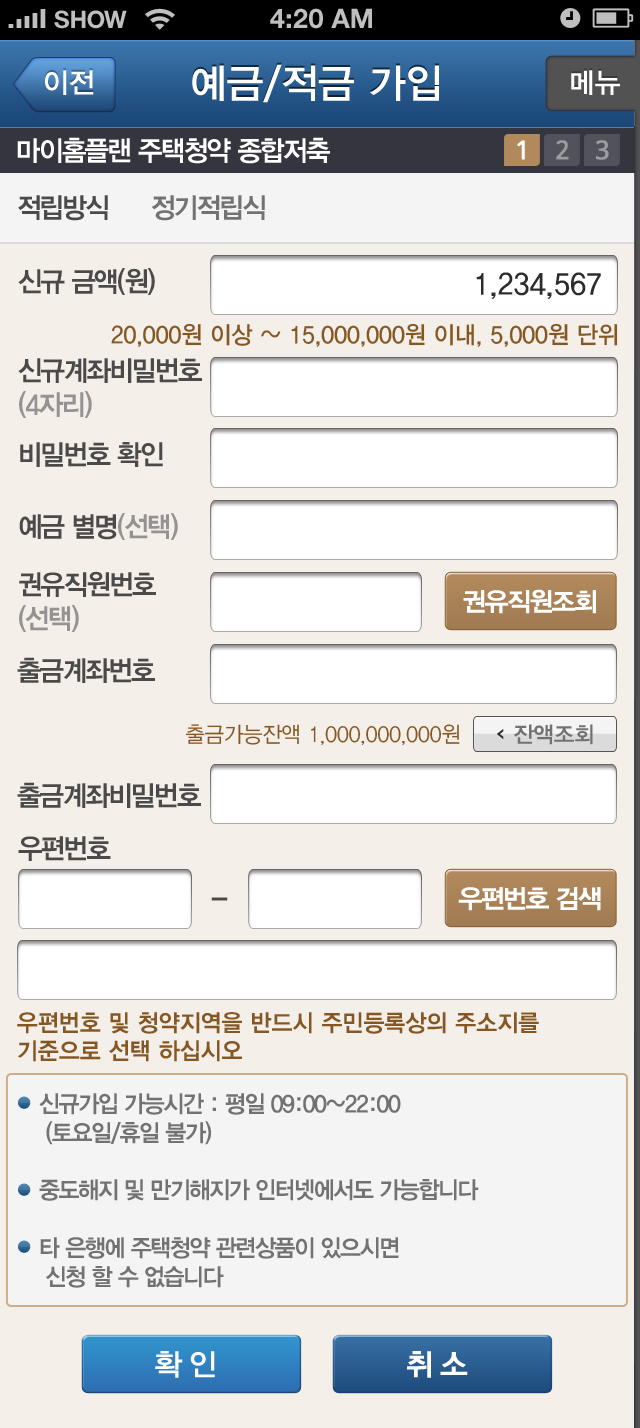 SHOW 4:20 AM
이전 예금/적금 가입 메뉴
마이홈플랜 주택청약 종합저축 1 2 3
적립방식 정기적립식
신규 금액(원) 1,234,567
20,000원 이상 ~ 15,000,000원 이내, 5,000원 단위
신규계좌비밀번호
(4자리)
비밀번호 확인
예금 별명(선택)
권유직원번호
(선택)
권유직원조회
출금계좌번호
출금가능잔액 1,000,000,000원 < 잔액조회
출금계좌비밀번호
우편번호
– 우편번호 검색
우편번호 및 청약지역을 반드시 주민등록상의 주소지를
기준으로 선택 하십시오
신규가입 가능시간 : 평일 09:00~22:00
(토요일/휴일 불가)
중도해지 및 만기해지가 인터넷에서도 가능합니다
타 은행에 주택청약 관련상품이 있으시면
신청 할 수 없습니다
확인 취소